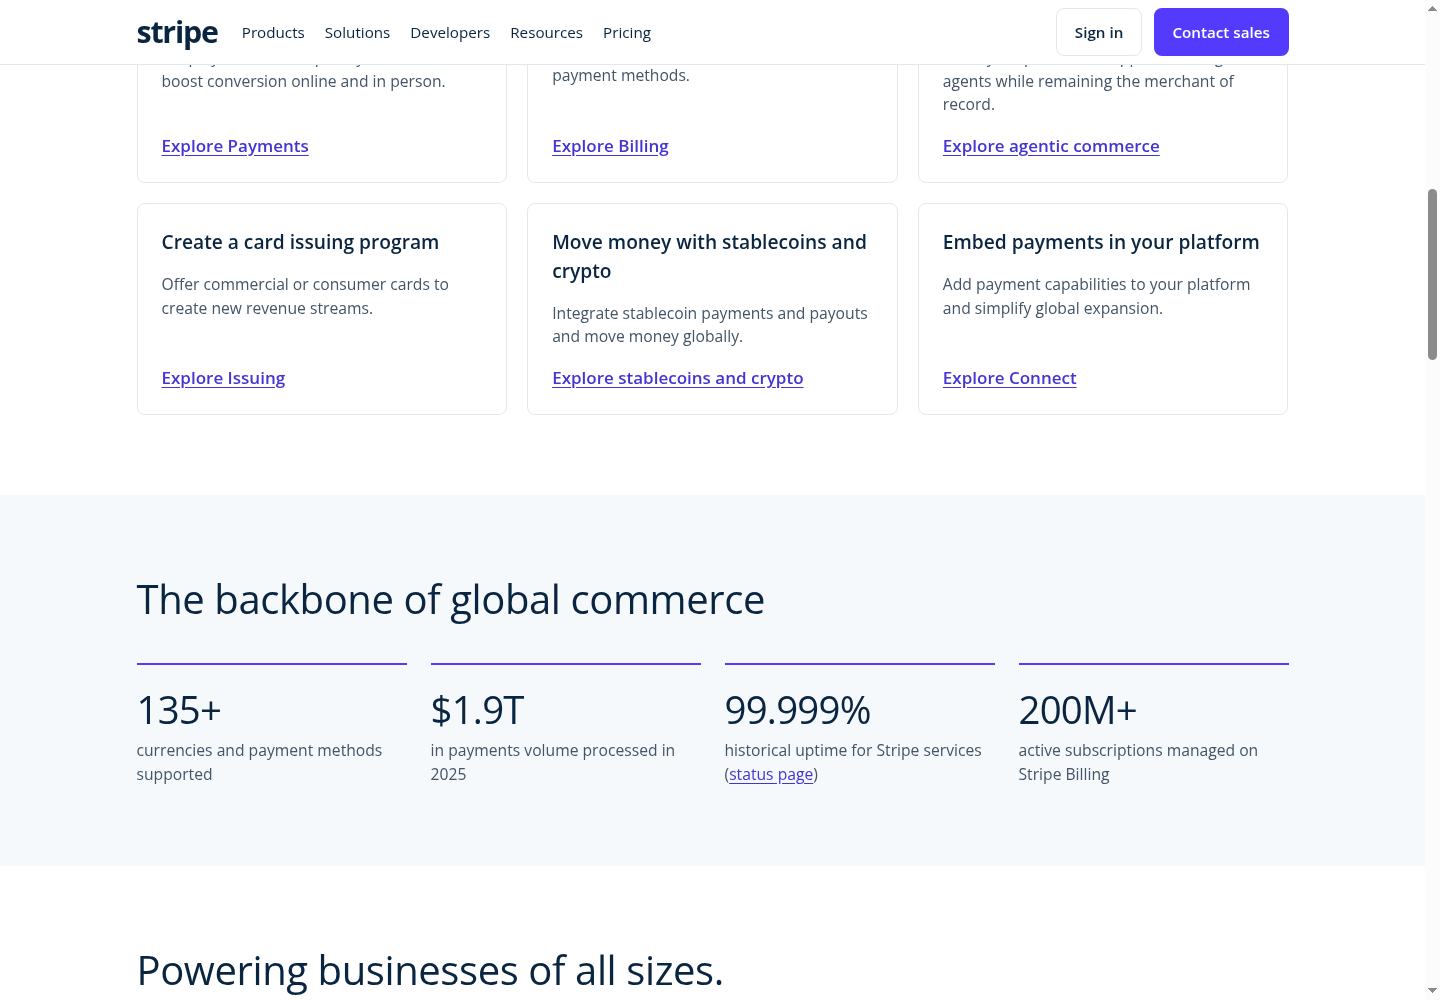 stripe Products Solutions Developers Resources Pricing Sign in Contact sales
boost conversion online and in person.
Explore Payments
payment methods.
Explore Billing
agents while remaining the merchant of
record.
Explore agentic commerce
Create a card issuing program
Offer commercial or consumer cards to
create new revenue streams.
Explore Issuing
Move money with stablecoins and
crypto
Integrate stablecoin payments and payouts
and move money globally.
Explore stablecoins and crypto
Embed payments in your platform
Add payment capabilities to your platform
and simplify global expansion.
Explore Connect
The backbone of global commerce
135+
currencies and payment methods
supported
$1.9T
in payments volume processed in
2025
99.999%
historical uptime for Stripe services
(status page)
200M+
active subscriptions managed on
Stripe Billing
Powering businesses of all sizes.